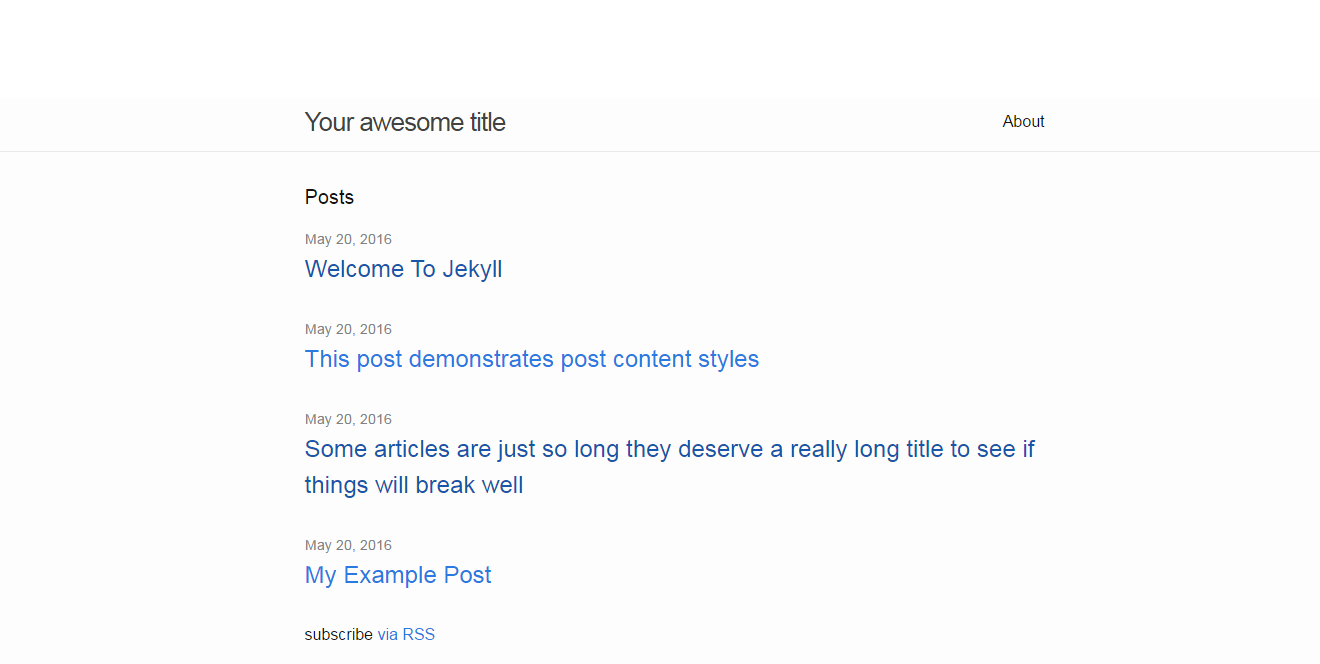 Your awesome title
About
Posts
May 20, 2016
Welcome To Jekyll
May 20, 2016
This post demonstrates post content styles
May 20, 2016
Some articles are just so long they deserve a really long title to see if
things will break well
May 20, 2016
My Example Post
subscribe via RSS